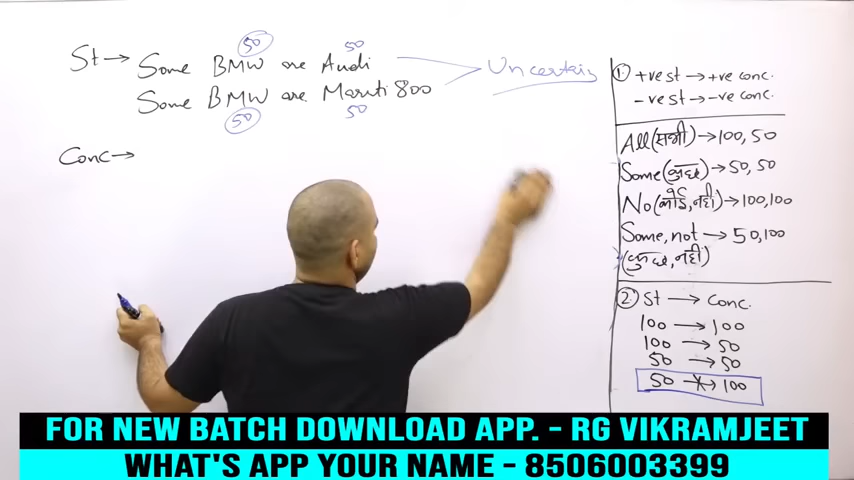 50 50
St → Some BMW are Audi
Some BMW are Maruti 800
50 50
Uncertain
Conc →
① +ve st → +ve conc.
-ve st → -ve conc.
All (सभी) → 100, 50
Some (कुछ) → 50, 50
No (कोई, नहीं) → 100, 100
Some, not → 50, 100
(कुछ, नहीं)
② St → Conc.
100 → 100
100 → 50
50 → 50
50 ↛ 100
FOR NEW BATCH DOWNLOAD APP. - RG VIKRAMJEET
WHAT'S APP YOUR NAME - 8506003399